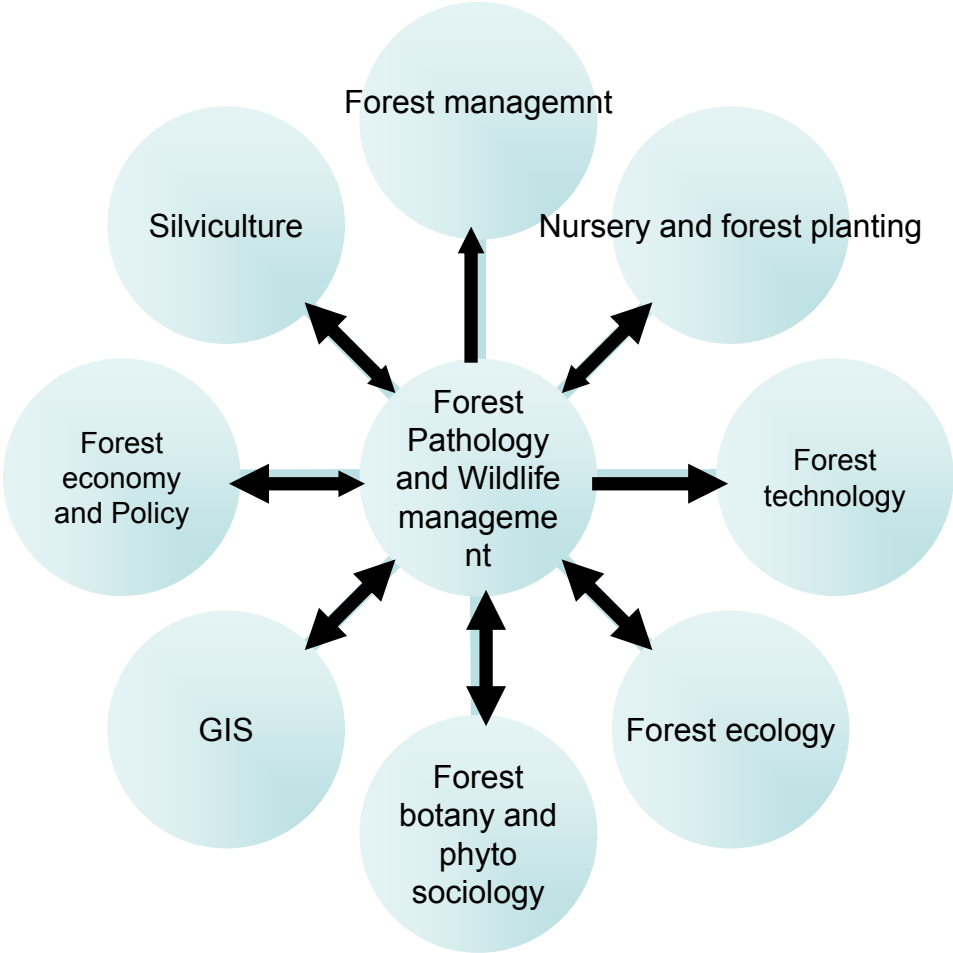 Forest managemnt
Silviculture
Nursery and forest planting
Forest
economy
and Policy
Forest
Pathology
and Wildlife
manageme
nt
Forest
technology
GIS
Forest ecology
Forest
botany and
phyto
sociology